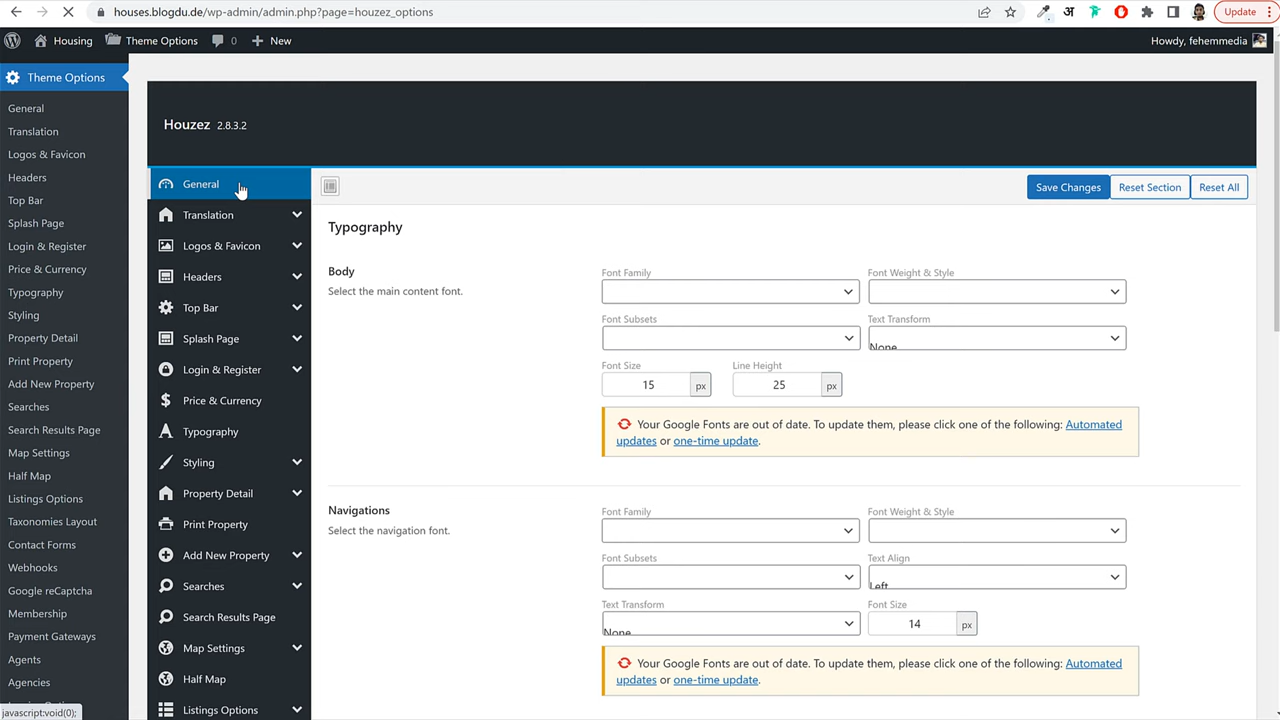 houses.blogdu.de/wp-admin/admin.php?page=houzez_options
अ
Update
Housing
Theme Options
0
New
Howdy, fehemmedia
Theme Options
General
Translation
Logos & Favicon
Headers
Top Bar
Splash Page
Login & Register
Price & Currency
Typography
Styling
Property Detail
Print Property
Add New Property
Searches
Search Results Page
Map Settings
Half Map
Listings Options
Taxonomies Layout
Contact Forms
Webhooks
Google reCaptcha
Membership
Payment Gateways
Agents
Agencies
javascript:void(0);
Houzez 2.8.3.2
General
Translation
Logos & Favicon
Headers
Top Bar
Splash Page
Login & Register
Price & Currency
Typography
Styling
Property Detail
Print Property
Add New Property
Searches
Search Results Page
Map Settings
Half Map
Listings Options
Save Changes
Reset Section
Reset All
Typography
Body
Select the main content font.
Font Family
Font Weight & Style
Font Subsets
Text Transform
None
Font Size
Line Height
15 px
25 px
Your Google Fonts are out of date. To update them, please click one of the following: Automated
updates or one-time update.
Navigations
Select the navigation font.
Font Family
Font Weight & Style
Font Subsets
Text Align
Left
Text Transform
Font Size
None
14 px
Your Google Fonts are out of date. To update them, please click one of the following: Automated
updates or one-time update.